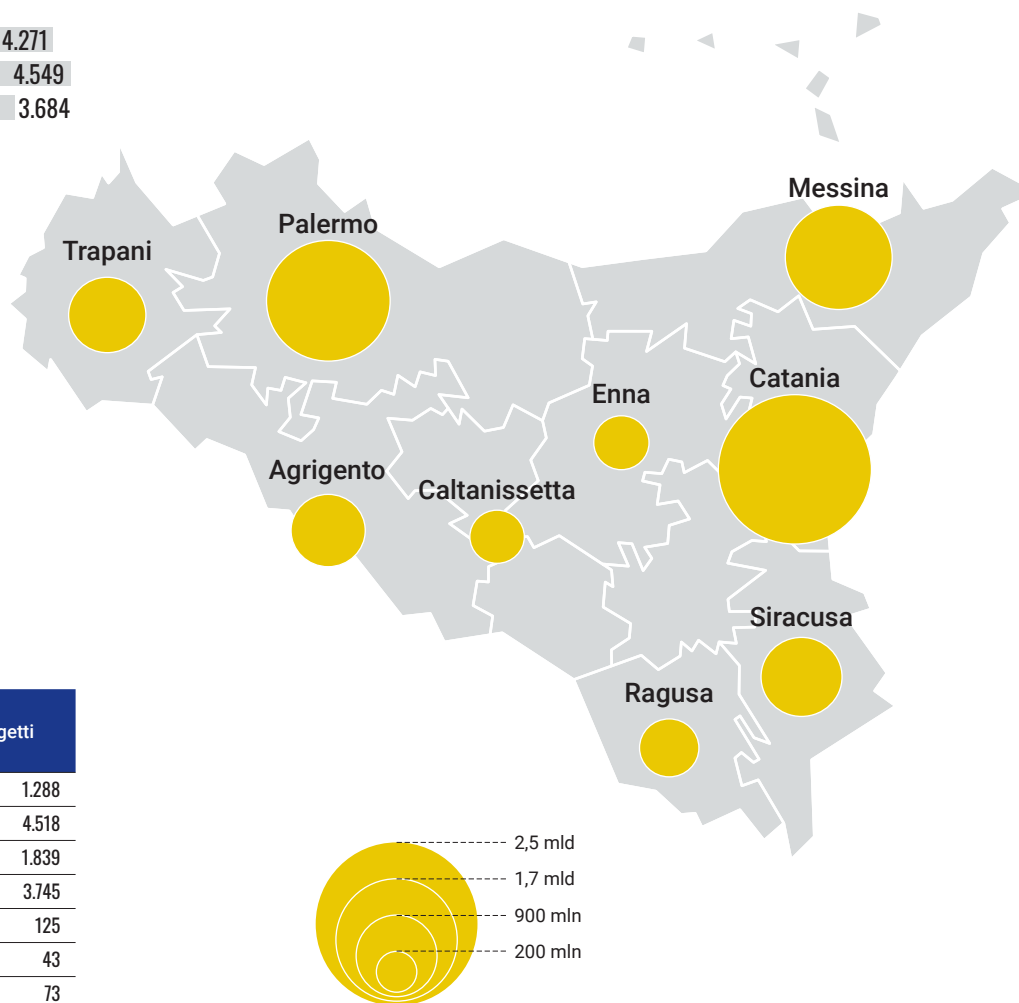 4.271
4.549
3.684
Messina
Palermo
Trapani
Catania
Enna
Agrigento
Caltanissetta
Siracusa
Ragusa
getti
1.288
4.518
1.839
3.745
125
43
73
2,5 mld
1,7 mld
900 mln
200 mln